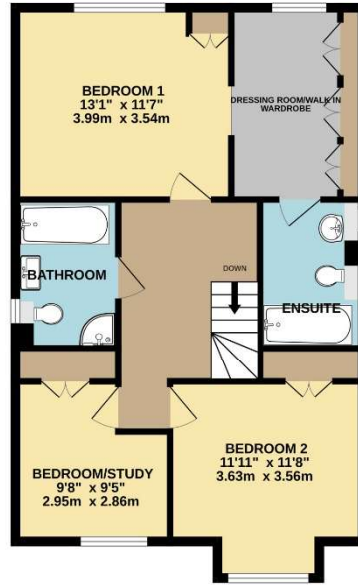 BEDROOM 1
13'1" x 11'7"
3.99m x 3.54m
DRESSING ROOM/WALK IN
WARDROBE
BATHROOM
DOWN
ENSUITE
BEDROOM/STUDY
9'8" x 9'5"
2.95m x 2.86m
BEDROOM 2
11'11" x 11'8"
3.63m x 3.56m